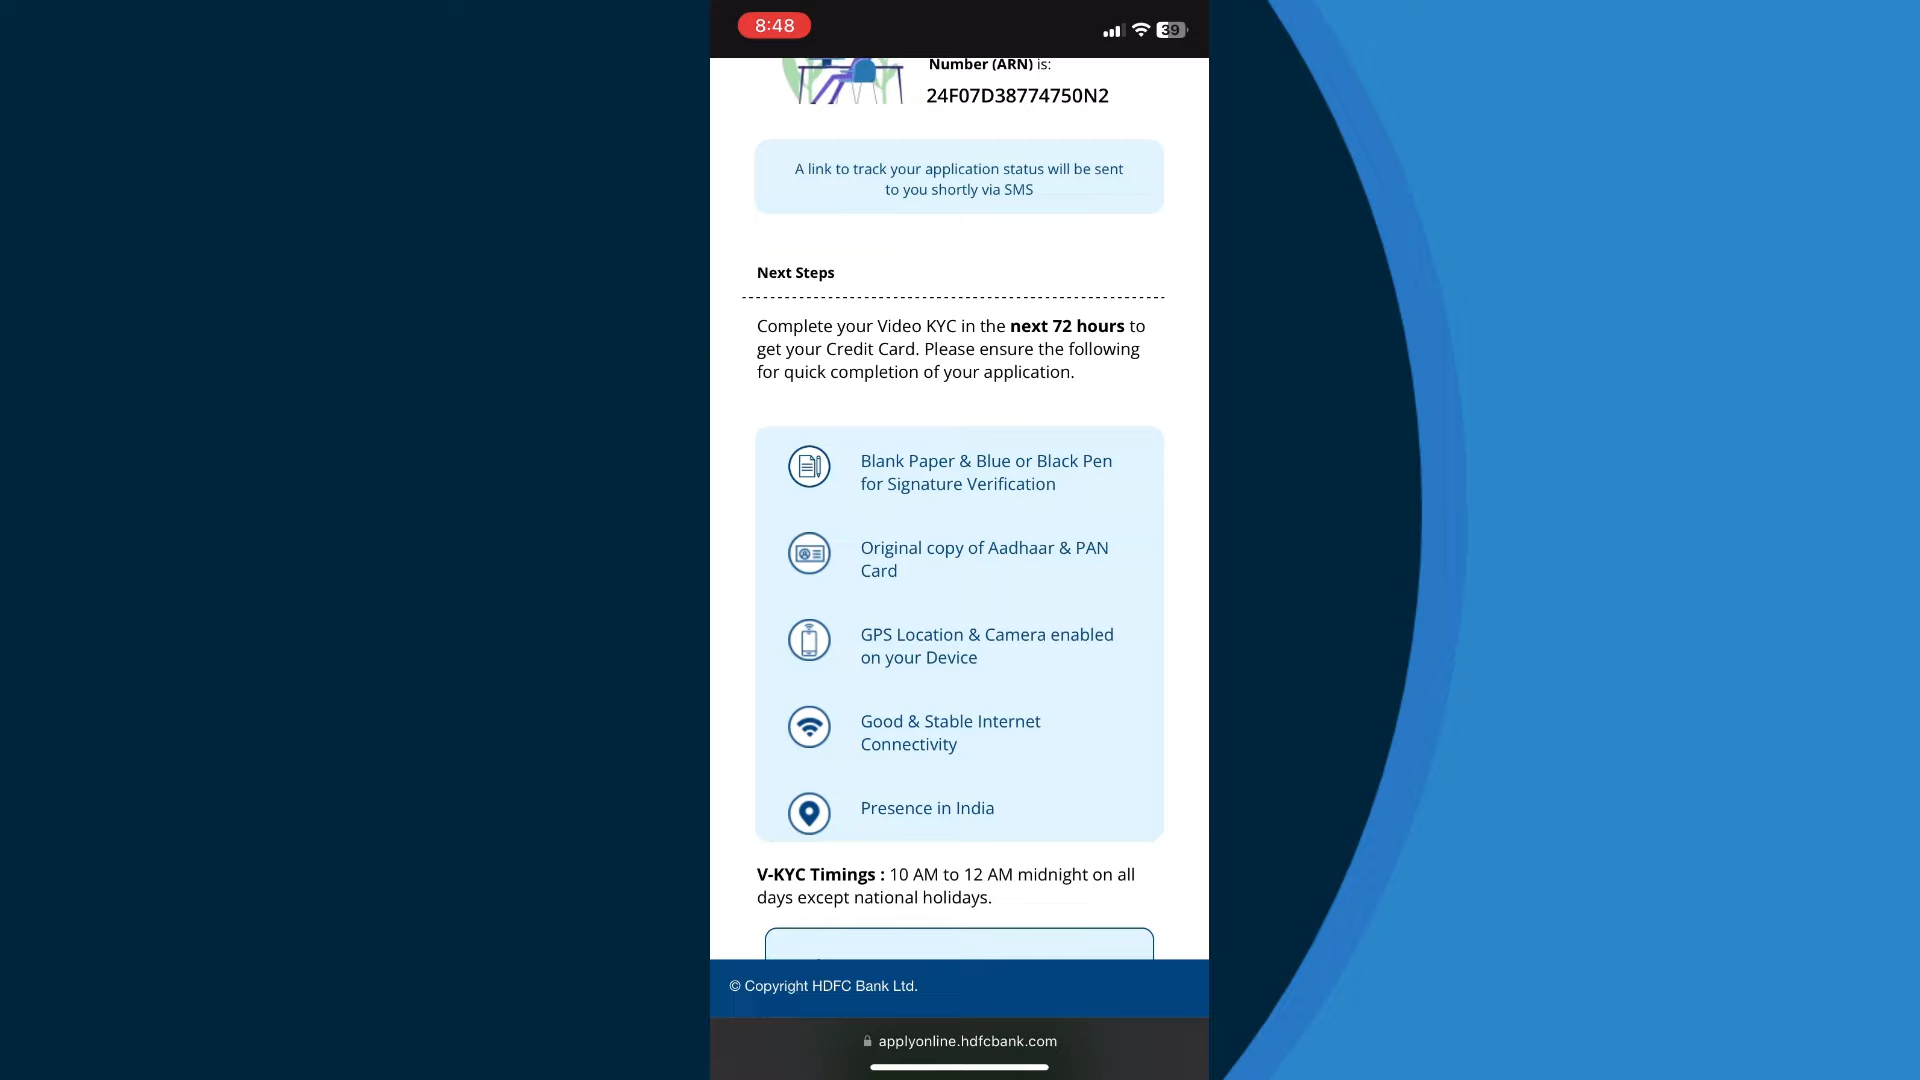 8:48
39
Number (ARN) is:
24F07D38774750N2
A link to track your application status will be sent
to you shortly via SMS
Next Steps
Complete your Video KYC in the next 72 hours to
get your Credit Card. Please ensure the following
for quick completion of your application.
Blank Paper & Blue or Black Pen
for Signature Verification
Original copy of Aadhaar & PAN
Card
GPS Location & Camera enabled
on your Device
Good & Stable Internet
Connectivity
Presence in India
V-KYC Timings : 10 AM to 12 AM midnight on all
days except national holidays.
© Copyright HDFC Bank Ltd.
applyonline.hdfcbank.com